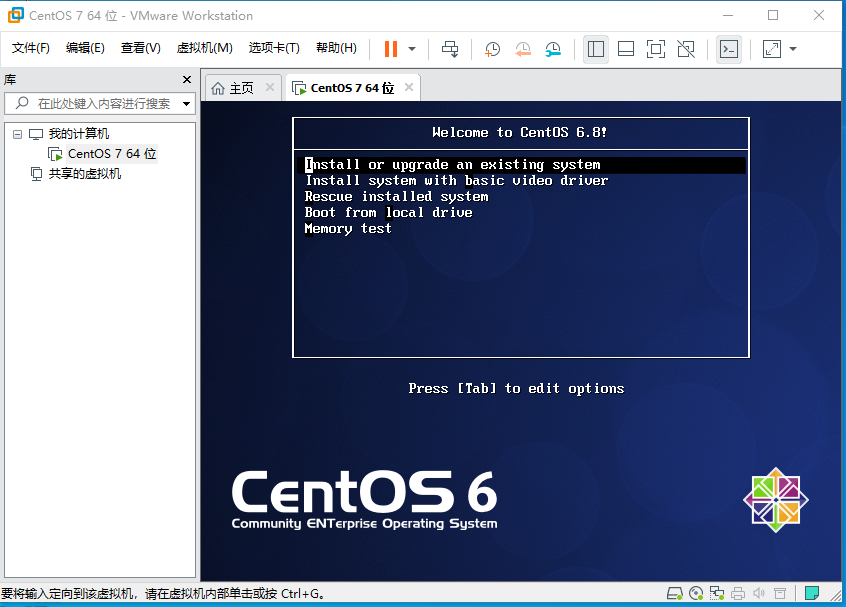 CentOS 7 64 位 - VMware Workstation
文件(F) 编辑(E) 查看(V) 虚拟机(M) 选项卡(T) 帮助(H)
库
在此处键入内容进行搜索
我的计算机
CentOS 7 64 位
共享的虚拟机
主页
CentOS 7 64 位
Welcome to CentOS 6.8!
Install or upgrade an existing system
Install system with basic video driver
Rescue installed system
Boot from local drive
Memory test
Press [Tab] to edit options
CentOS 6
Community ENTerprise Operating System
要将输入定向到该虚拟机，请在虚拟机内部单击或按 Ctrl+G。